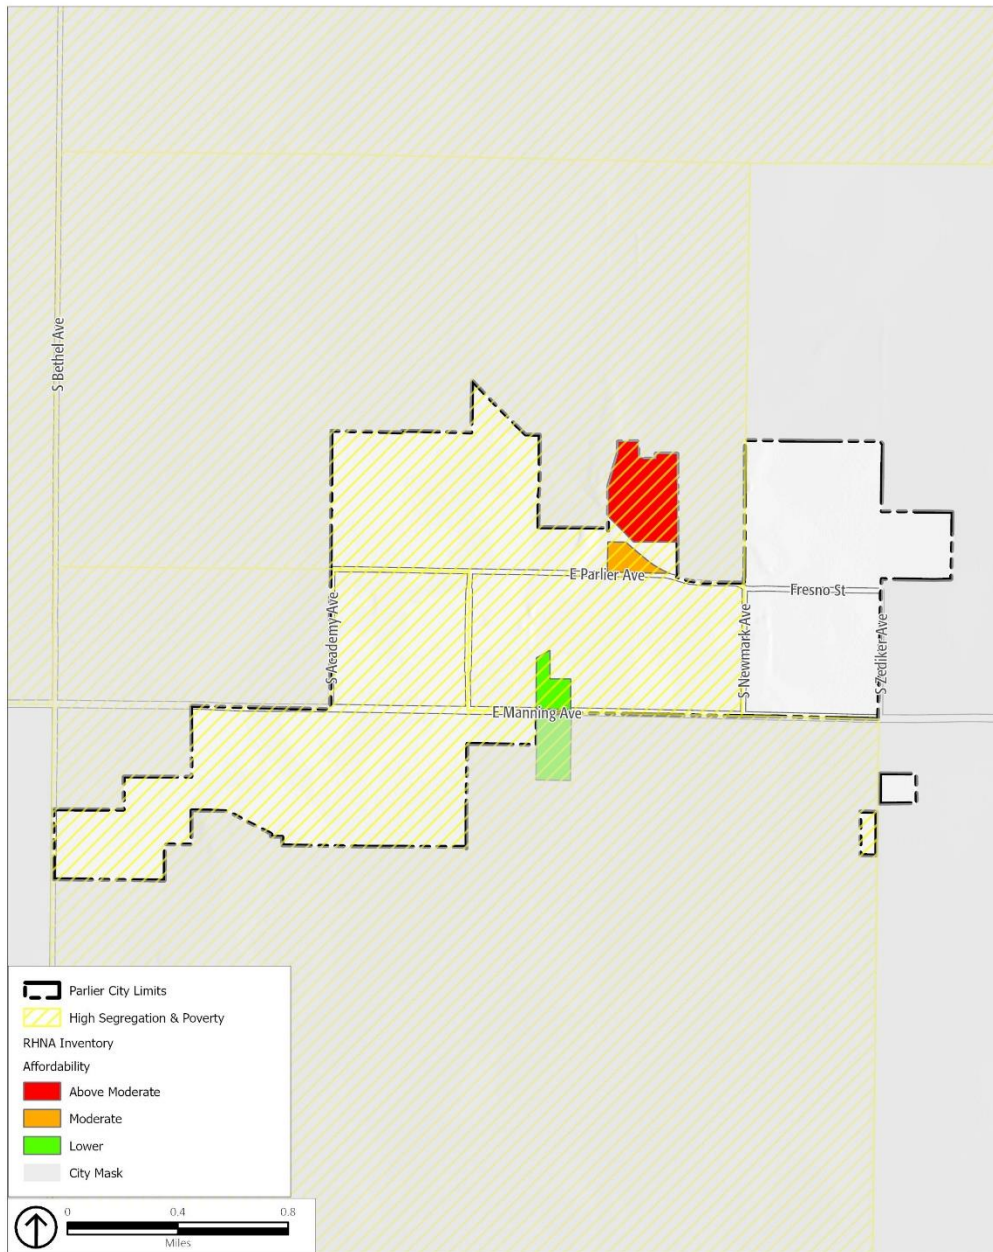 S Bethel Ave
E Parlier Ave
Fresno St
S Academy Ave
S Newmark Ave
S Zediker Ave
E Manning Ave
Parlier City Limits
High Segregation & Poverty
RHNA Inventory
Affordability
Above Moderate
Moderate
Lower
City Mask
0 0.4 0.8
Miles